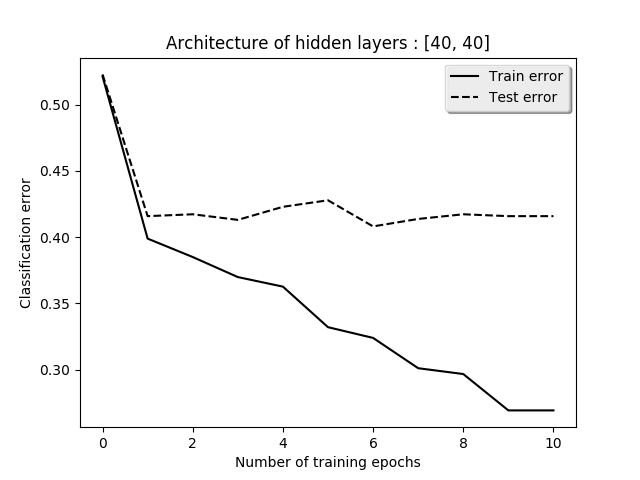 Architecture of hidden layers : [40, 40]
Train error
Test error
0.50
0.45
0.40
0.35
0.30
Classification error
0 2 4 6 8 10
Number of training epochs